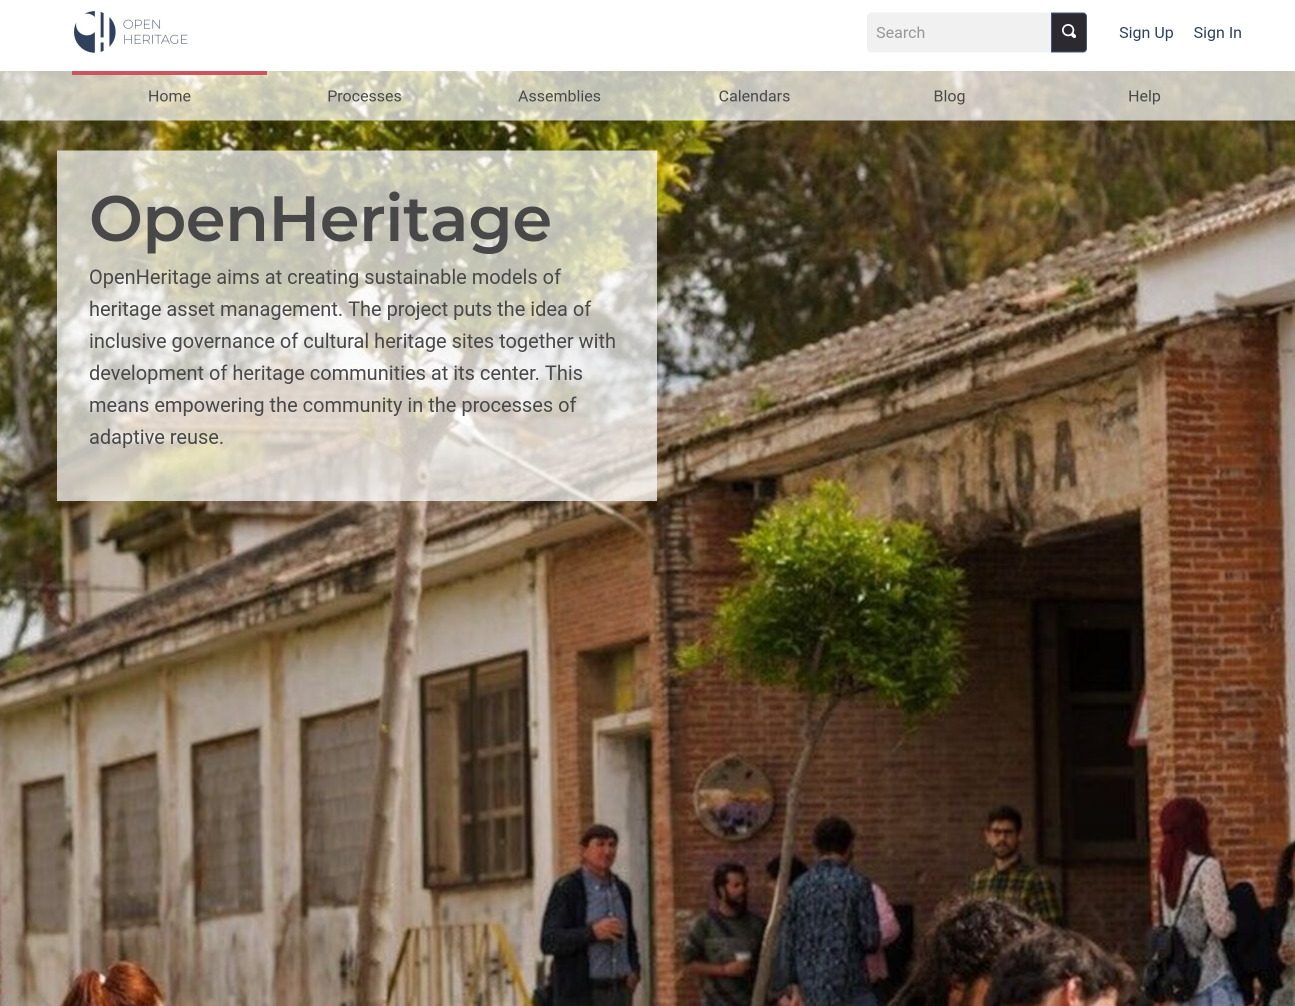 OPEN
HERITAGE
Search
Sign Up
Sign In
Home
Processes
Assemblies
Calendars
Blog
Help
OpenHeritage
OpenHeritage aims at creating sustainable models of
heritage asset management. The project puts the idea of
inclusive governance of cultural heritage sites together with
development of heritage communities at its center. This
means empowering the community in the processes of
adaptive reuse.